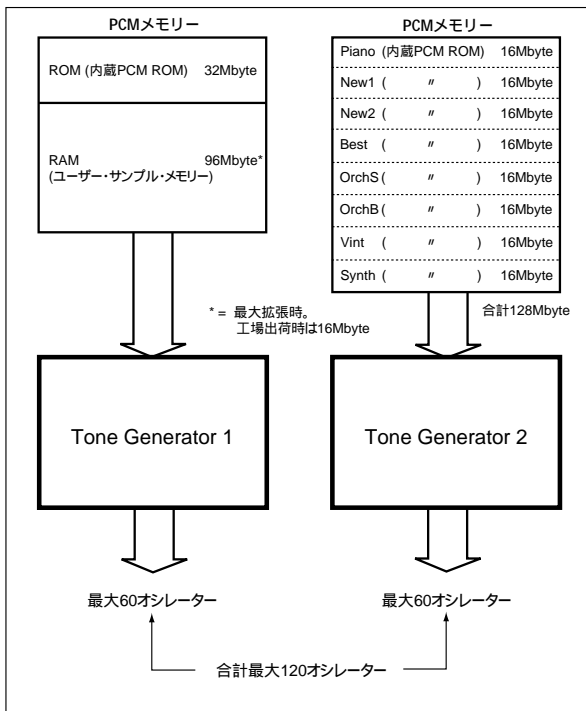 PCMメモリー
ROM (内蔵PCM ROM) 32Mbyte
RAM 96Mbyte*
(ユーザー・サンプル・メモリー)
* = 最大拡張時。
工場出荷時は16Mbyte
Tone Generator 1
最大60オシレーター
PCMメモリー
Piano (内蔵PCM ROM) 16Mbyte
New1 ( 〃 ) 16Mbyte
New2 ( 〃 ) 16Mbyte
Best ( 〃 ) 16Mbyte
OrchS ( 〃 ) 16Mbyte
OrchB ( 〃 ) 16Mbyte
Vint ( 〃 ) 16Mbyte
Synth ( 〃 ) 16Mbyte
合計128Mbyte
Tone Generator 2
最大60オシレーター
合計最大120オシレーター